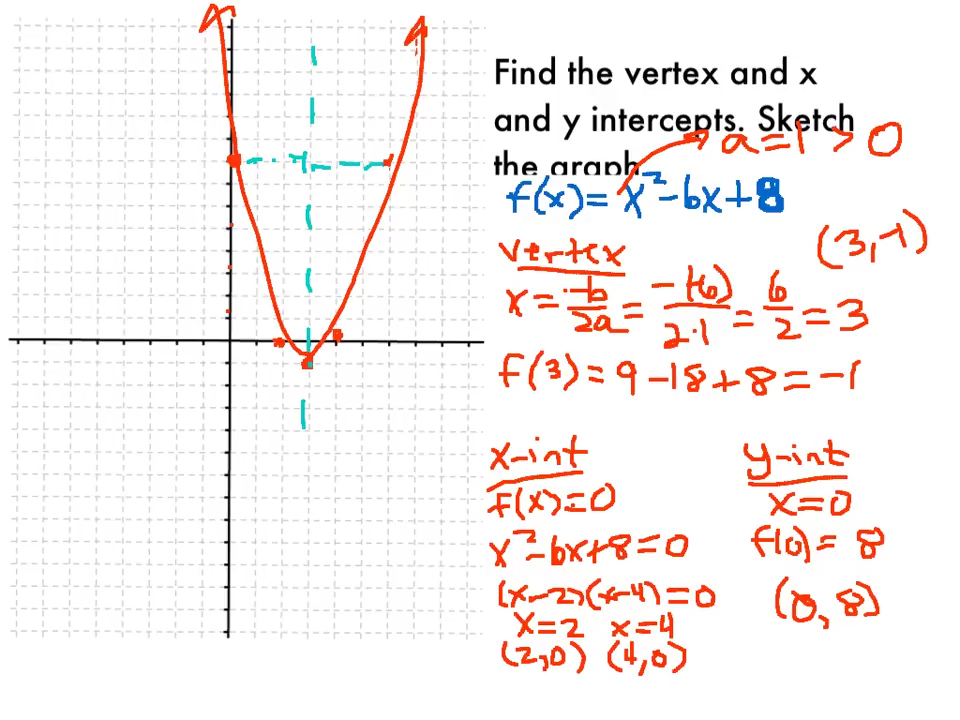 Find the vertex and x
and y intercepts. Sketch
the graph
a = 1 > 0
f(x) = x² - 6x + 8
(3, -1)
vertex
x = -b/2a = -(-6)/2·1 = 6/2 = 3
f(3) = 9 - 18 + 8 = -1
x-int
f(x) = 0
x² - 6x + 8 = 0
(x-2)(x-4) = 0
x = 2 x = 4
(2,0) (4,0)
y-int
x = 0
f(0) = 8
(0, 8)